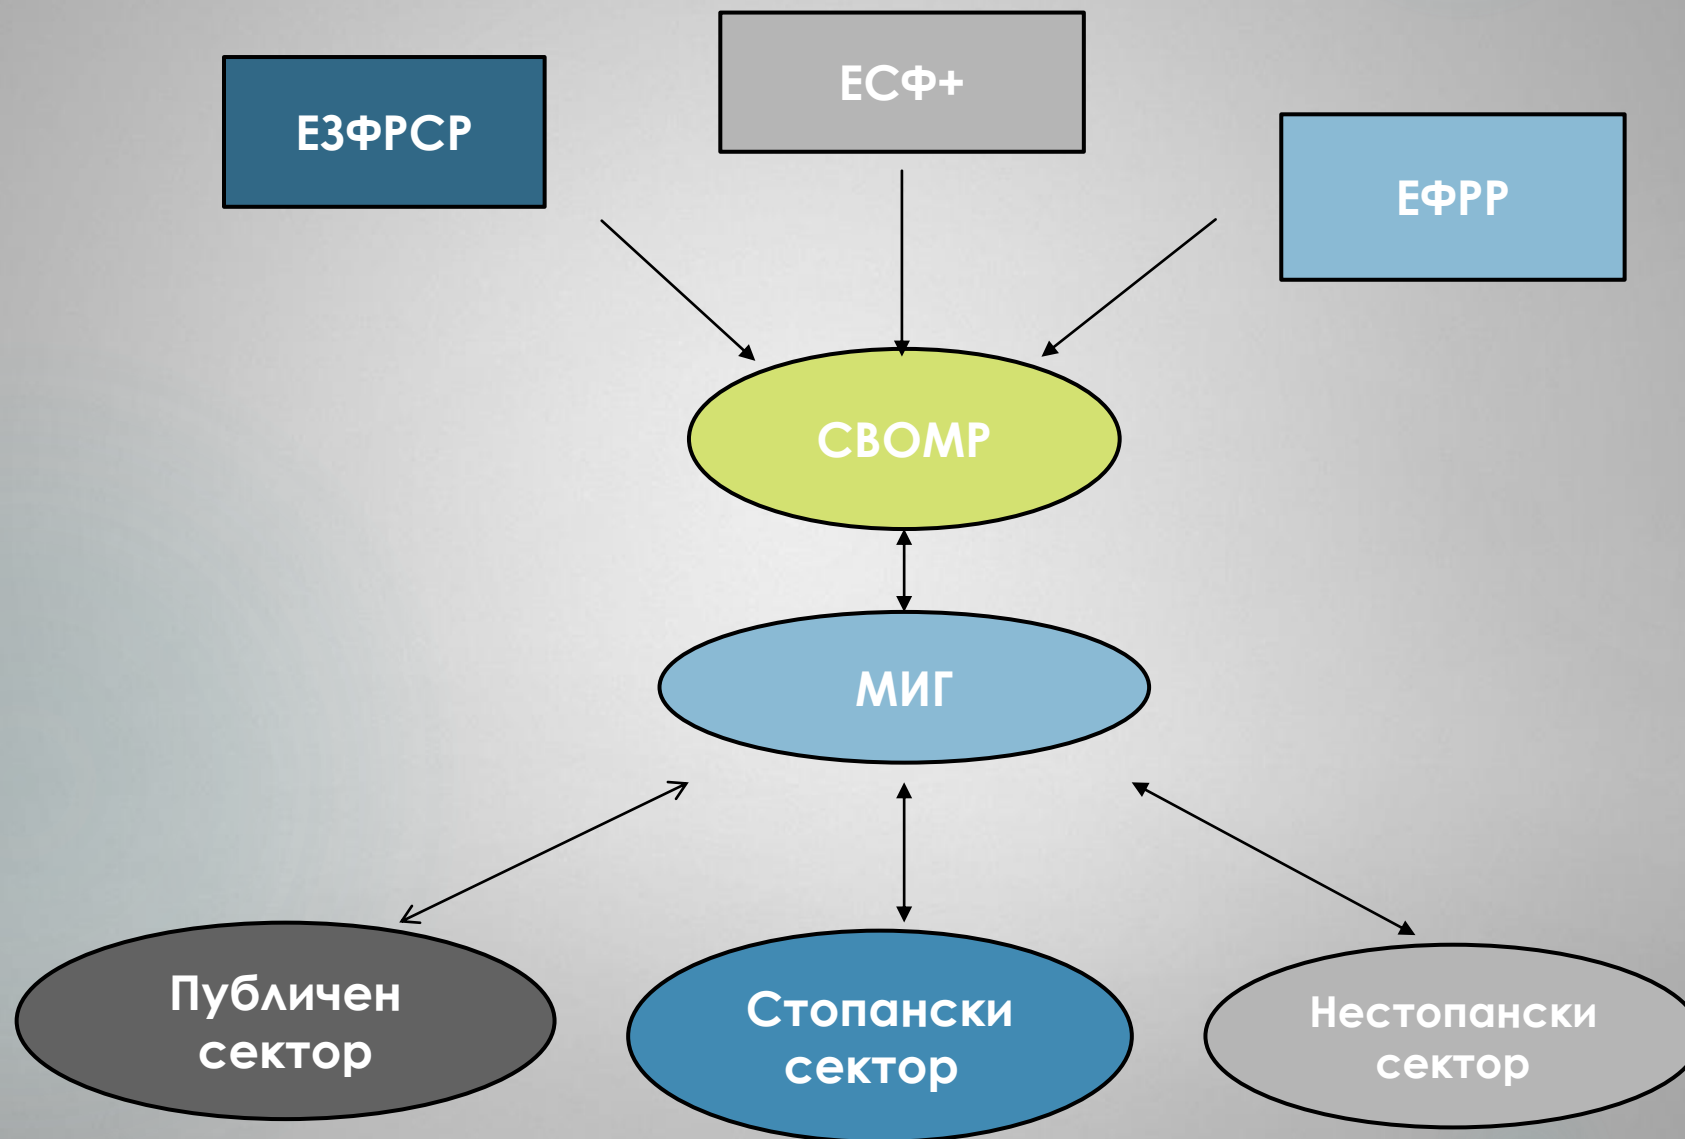 ЕСФ+
ЕЗФРСР
ЕФРР
СВОМР
МИГ
Публичен
сектор
Стопански
сектор
Нестопански
сектор